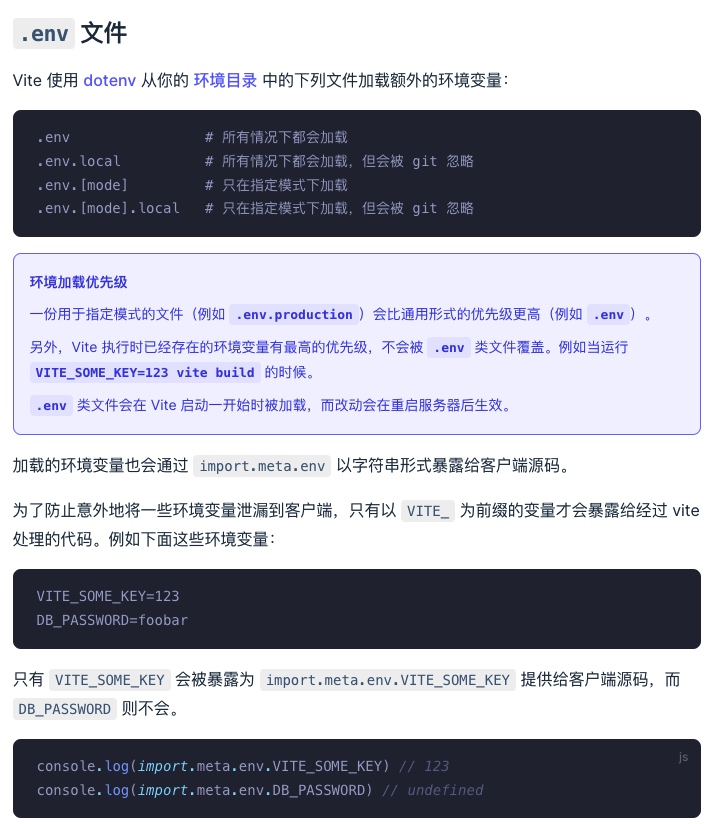 .env 文件
Vite 使用 dotenv 从你的 环境目录 中的下列文件加载额外的环境变量：
.env                # 所有情况下都会加载
.env.local          # 所有情况下都会加载，但会被 git 忽略
.env.[mode]         # 只在指定模式下加载
.env.[mode].local   # 只在指定模式下加载，但会被 git 忽略
环境加载优先级
一份用于指定模式的文件（例如 .env.production）会比通用形式的优先级更高（例如 .env）。
另外，Vite 执行时已经存在的环境变量有最高的优先级，不会被 .env 类文件覆盖。例如当运行
VITE_SOME_KEY=123 vite build 的时候。
.env 类文件会在 Vite 启动一开始时被加载，而改动会在重启服务器后生效。
加载的环境变量也会通过 import.meta.env 以字符串形式暴露给客户端源码。
为了防止意外地将一些环境变量泄漏到客户端，只有以 VITE_ 为前缀的变量才会暴露给经过 vite
处理的代码。例如下面这些环境变量：
VITE_SOME_KEY=123
DB_PASSWORD=foobar
只有 VITE_SOME_KEY 会被暴露为 import.meta.env.VITE_SOME_KEY 提供给客户端源码，而
DB_PASSWORD 则不会。
js
console.log(import.meta.env.VITE_SOME_KEY) // 123
console.log(import.meta.env.DB_PASSWORD) // undefined